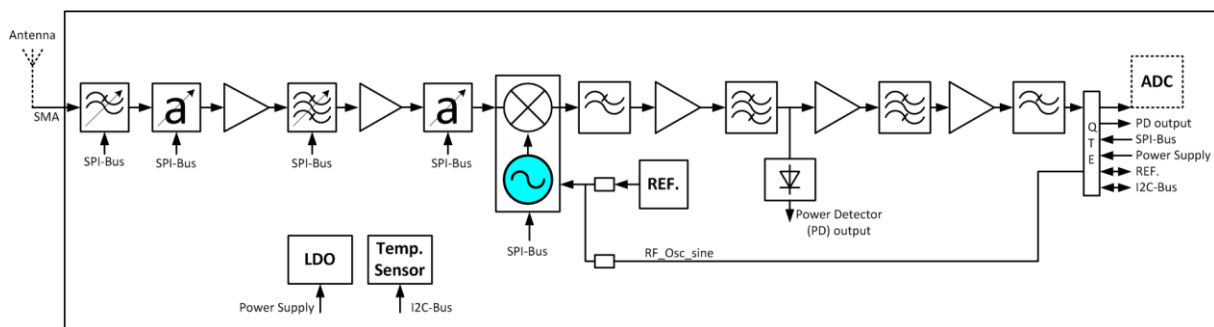 Antenna
SMA
SPI-Bus
a
SPI-Bus
SPI-Bus
a
SPI-Bus
SPI-Bus
REF.
Power Detector
(PD) output
RF_Osc_sine
LDO
Power Supply
Temp.
Sensor
I2C-Bus
QTE
ADC
PD output
SPI-Bus
Power Supply
REF.
I2C-Bus